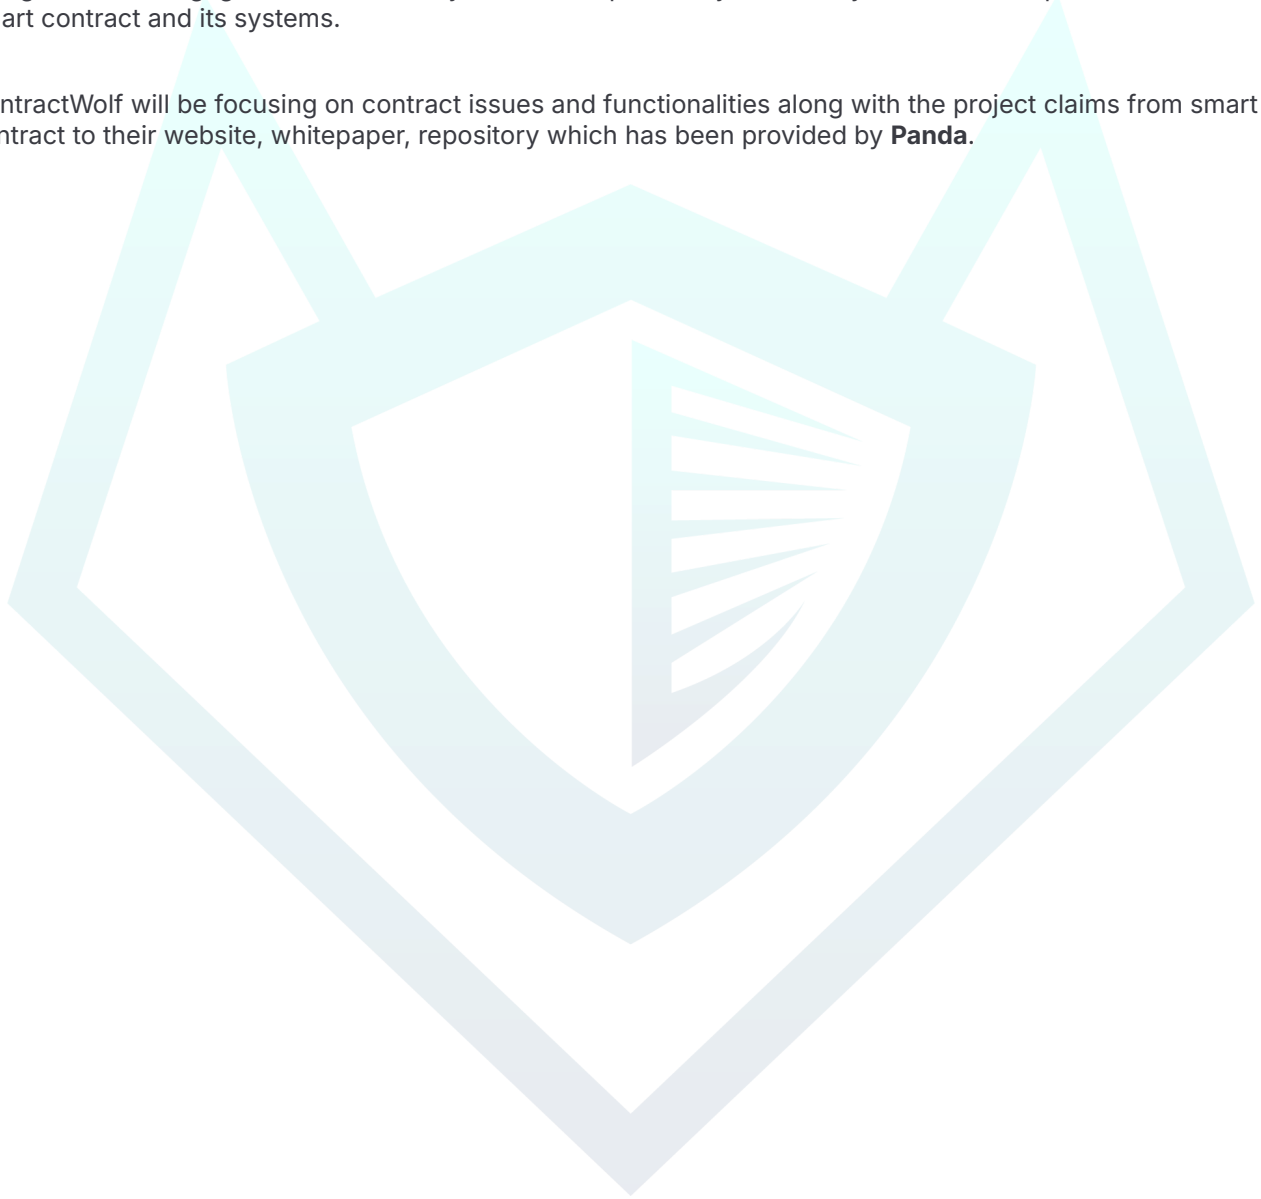 art contract and its systems.
ntractWolf will be focusing on contract issues and functionalities along with the project claims from smart
ntract to their website, whitepaper, repository which has been provided by Panda.